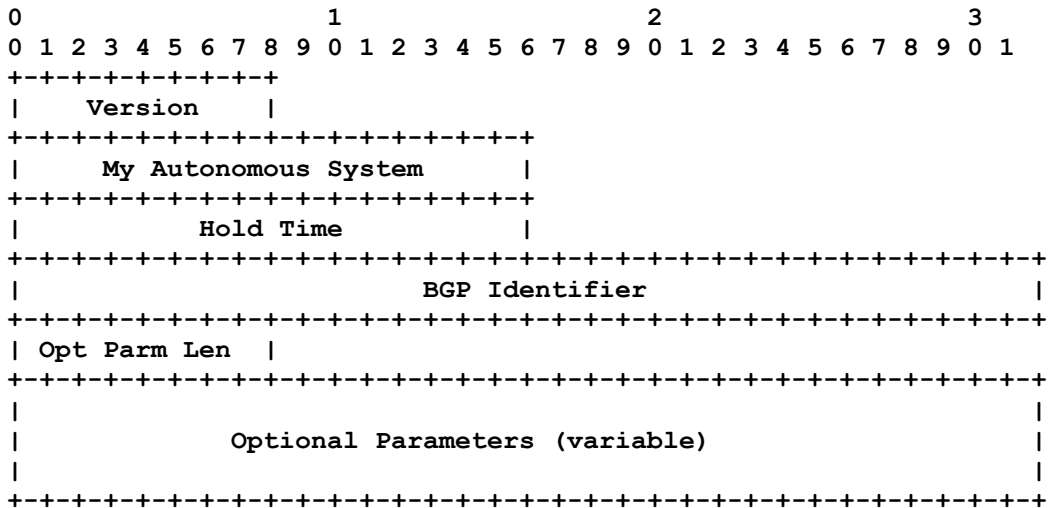 0                   1                   2                   3
0 1 2 3 4 5 6 7 8 9 0 1 2 3 4 5 6 7 8 9 0 1 2 3 4 5 6 7 8 9 0 1
+-+-+-+-+-+-+-+-+
|    Version    |
+-+-+-+-+-+-+-+-+-+-+-+-+-+-+-+-+
|     My Autonomous System      |
+-+-+-+-+-+-+-+-+-+-+-+-+-+-+-+-+
|           Hold Time           |
+-+-+-+-+-+-+-+-+-+-+-+-+-+-+-+-+-+-+-+-+-+-+-+-+-+-+-+-+-+-+-+-+
|                         BGP Identifier                        |
+-+-+-+-+-+-+-+-+-+-+-+-+-+-+-+-+-+-+-+-+-+-+-+-+-+-+-+-+-+-+-+-+
| Opt Parm Len  |
+-+-+-+-+-+-+-+-+-+-+-+-+-+-+-+-+-+-+-+-+-+-+-+-+-+-+-+-+-+-+-+-+
|                                                               |
|             Optional Parameters (variable)                    |
|                                                               |
+-+-+-+-+-+-+-+-+-+-+-+-+-+-+-+-+-+-+-+-+-+-+-+-+-+-+-+-+-+-+-+-+